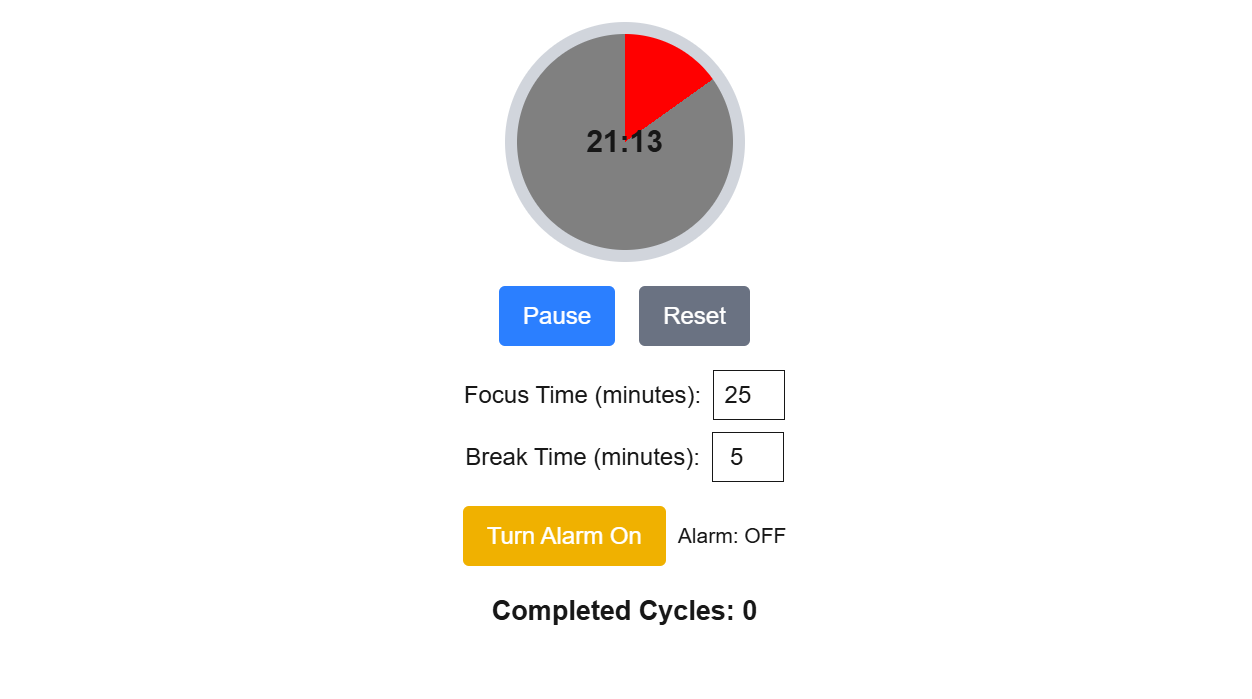 21:13
Pause Reset
Focus Time (minutes): 25
Break Time (minutes): 5
Turn Alarm On Alarm: OFF
Completed Cycles: 0